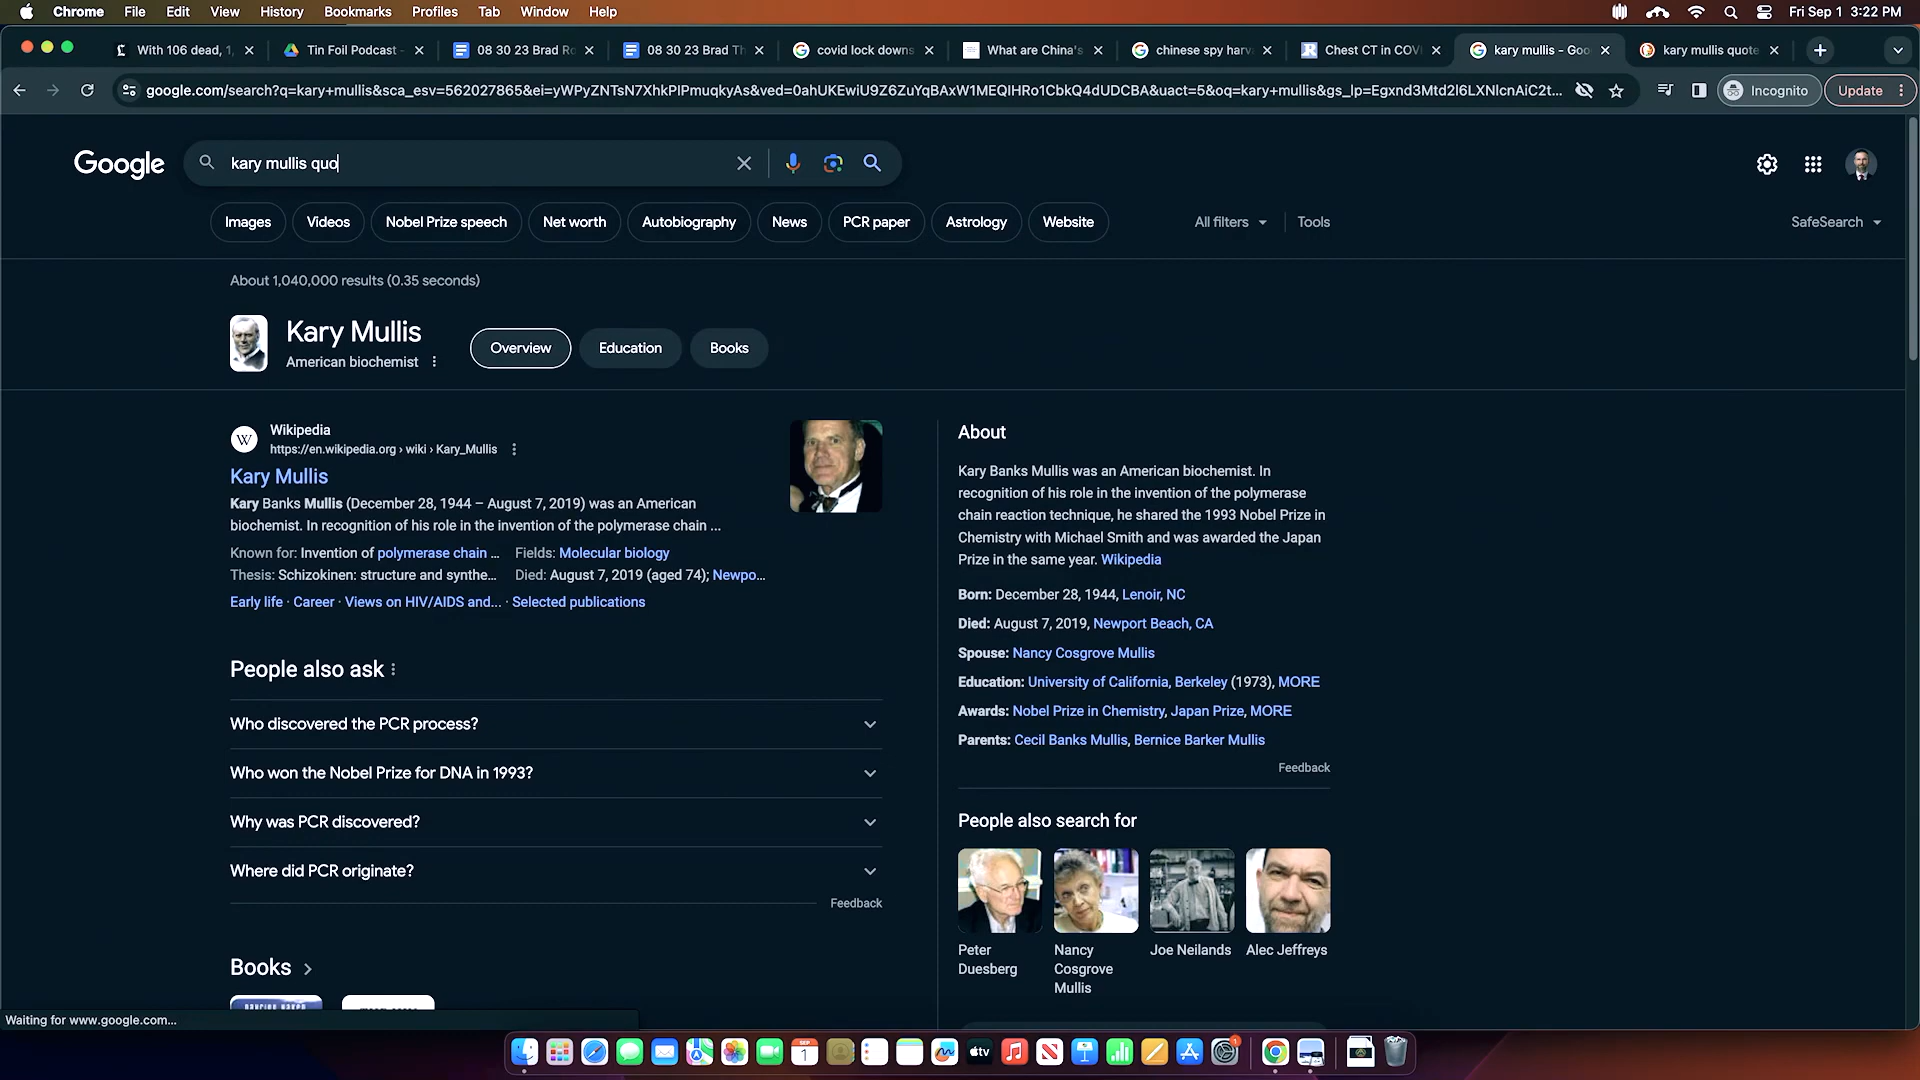 Chrome File Edit View History Bookmarks Profiles Tab Window Help Fri Sep 1 3:22 PM
With 106 dead, 1, Tin Foil Podcast - 08 30 23 Brad Ro 08 30 23 Brad Th covid lock downs What are China's chinese spy harv Chest CT in COVI kary mullis - Goo kary mullis quote
google.com/search?q=kary+mullis&sca_esv=562027865&ei=yWPyZNTsN7XhkPIPmuqkyAs&ved=0ahUKEwiU9Z6ZuYqBAxW1MEQIHRo1CbkQ4dUDCBA&uact=5&oq=kary+mullis&gs_lp=Egxnd3Mtd2l6LXNlcnAiC2t... Incognito Update
Google kary mullis quo
Images Videos Nobel Prize speech Net worth Autobiography News PCR paper Astrology Website All filters Tools SafeSearch
About 1,040,000 results (0.35 seconds)
Kary Mullis
American biochemist
Overview Education Books
Wikipedia
https://en.wikipedia.org › wiki › Kary_Mullis
Kary Mullis
Kary Banks Mullis (December 28, 1944 – August 7, 2019) was an American
biochemist. In recognition of his role in the invention of the polymerase chain ...
Known for: Invention of polymerase chain ... Fields: Molecular biology
Thesis: Schizokinen: structure and synthe... Died: August 7, 2019 (aged 74); Newpo...
Early life · Career · Views on HIV/AIDS and... · Selected publications
People also ask
Who discovered the PCR process?
Who won the Nobel Prize for DNA in 1993?
Why was PCR discovered?
Where did PCR originate?
Feedback
Books
About
Kary Banks Mullis was an American biochemist. In
recognition of his role in the invention of the polymerase
chain reaction technique, he shared the 1993 Nobel Prize in
Chemistry with Michael Smith and was awarded the Japan
Prize in the same year. Wikipedia
Born: December 28, 1944, Lenoir, NC
Died: August 7, 2019, Newport Beach, CA
Spouse: Nancy Cosgrove Mullis
Education: University of California, Berkeley (1973), MORE
Awards: Nobel Prize in Chemistry, Japan Prize, MORE
Parents: Cecil Banks Mullis, Bernice Barker Mullis
Feedback
People also search for
Peter
Duesberg
Nancy
Cosgrove
Mullis
Joe Neilands
Alec Jeffreys
Waiting for www.google.com...
SEP
1
tv
1